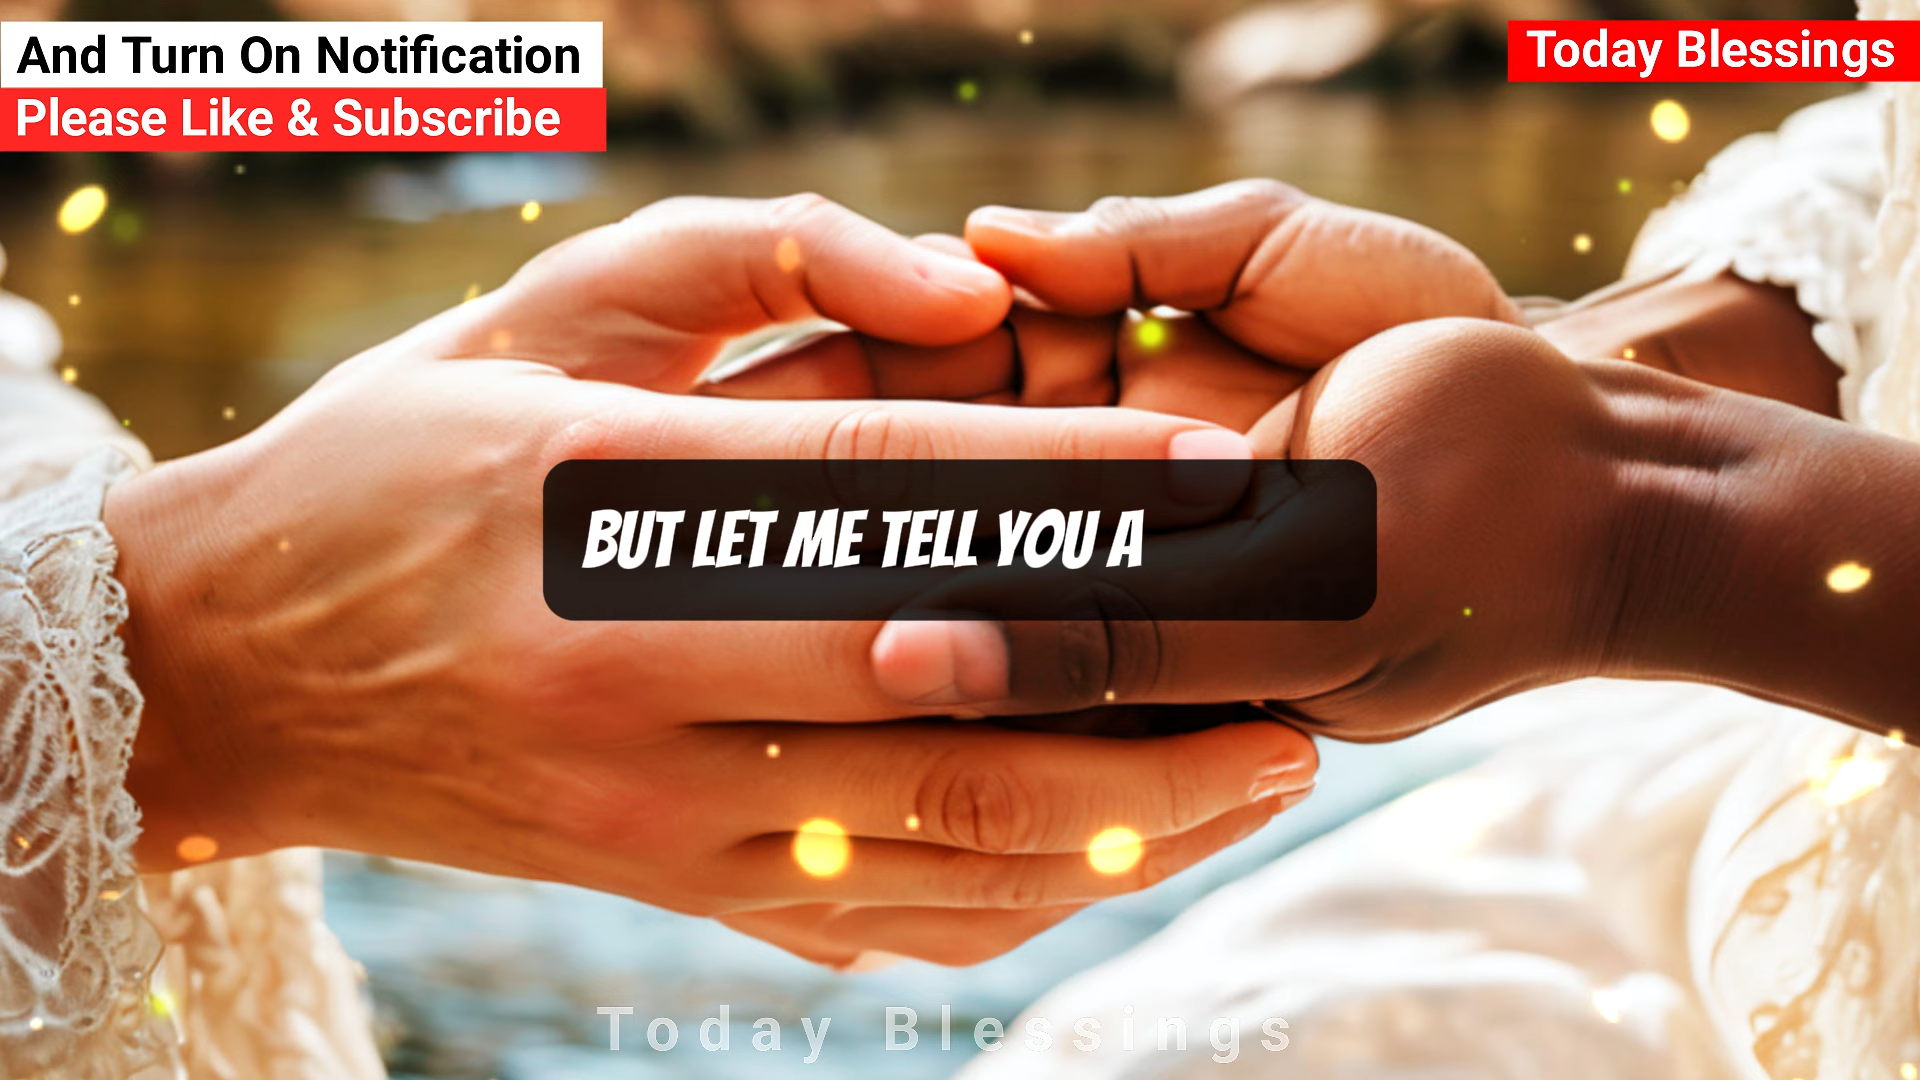 And Turn On Notification
Please Like & Subscribe
Today Blessings
BUT LET ME TELL YOU A
Today Blessings